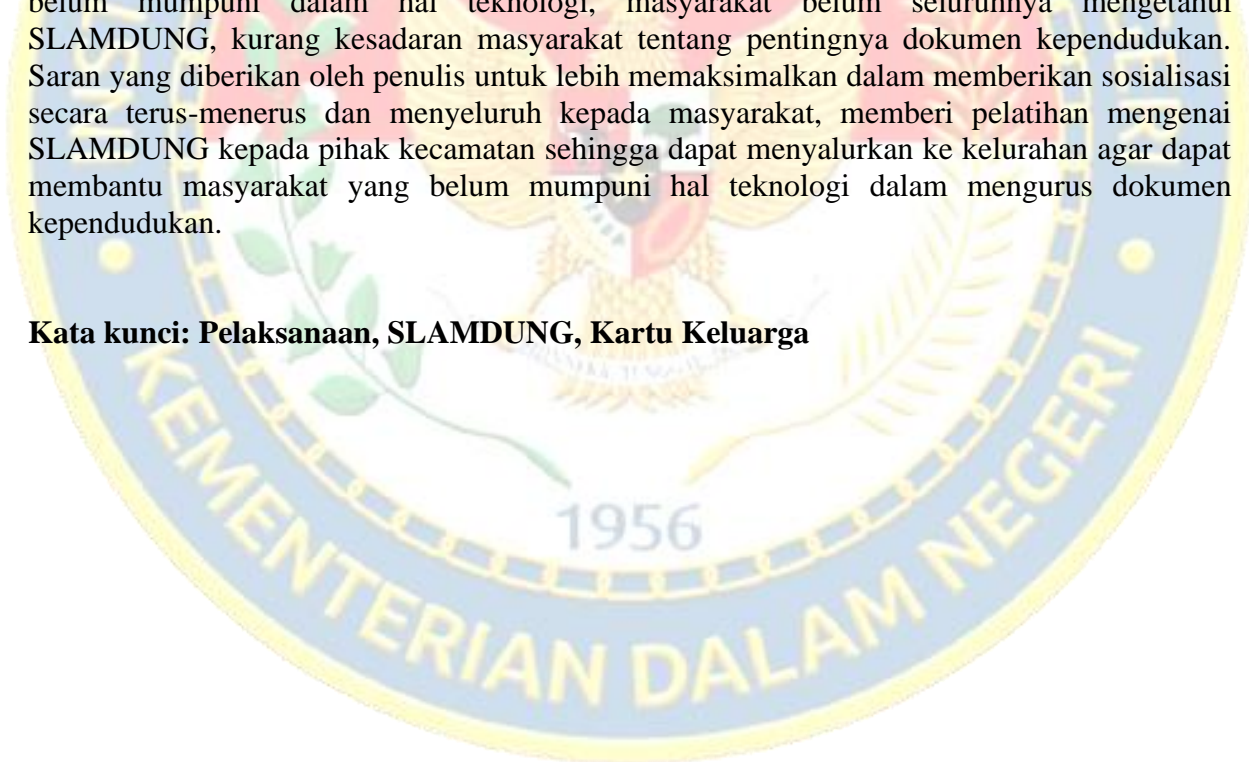 belum mumpuni dalam hal teknologi, masyarakat belum seluruhnya mengetahui
SLAMDUNG, kurang kesadaran masyarakat tentang pentingnya dokumen kependudukan.
Saran yang diberikan oleh penulis untuk lebih memaksimalkan dalam memberikan sosialisasi
secara terus-menerus dan menyeluruh kepada masyarakat, memberi pelatihan mengenai
SLAMDUNG kepada pihak kecamatan sehingga dapat menyalurkan ke kelurahan agar dapat
membantu masyarakat yang belum mumpuni hal teknologi dalam mengurus dokumen
kependudukan.
Kata kunci: Pelaksanaan, SLAMDUNG, Kartu Keluarga
1956
KEMENTERIAN DALAM NEGERI